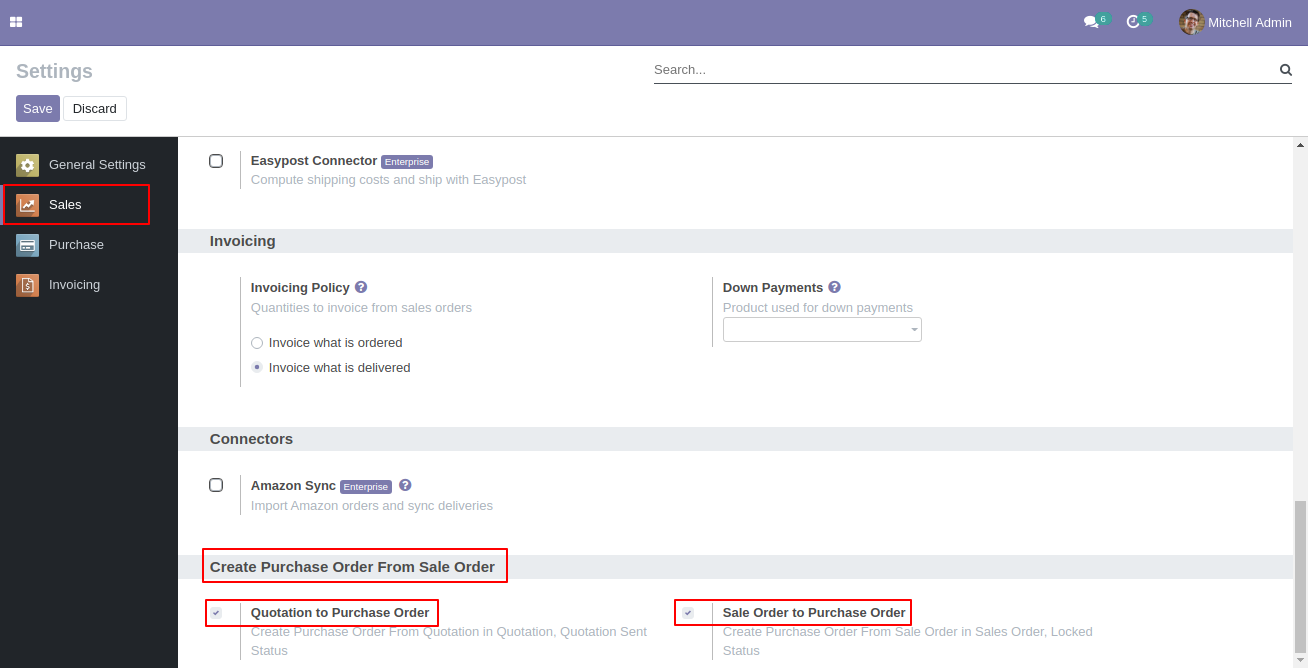 6 5 Mitchell Admin
Settings
Search...
Save Discard
General Settings
Sales
Purchase
Invoicing
Easypost Connector Enterprise
Compute shipping costs and ship with Easypost
Invoicing
Invoicing Policy ?
Quantities to invoice from sales orders
Invoice what is ordered
Invoice what is delivered
Down Payments ?
Product used for down payments
Connectors
Amazon Sync Enterprise ?
Import Amazon orders and sync deliveries
Create Purchase Order From Sale Order
Quotation to Purchase Order
Create Purchase Order From Quotation in Quotation, Quotation Sent
Status
Sale Order to Purchase Order
Create Purchase Order From Sale Order in Sales Order, Locked
Status